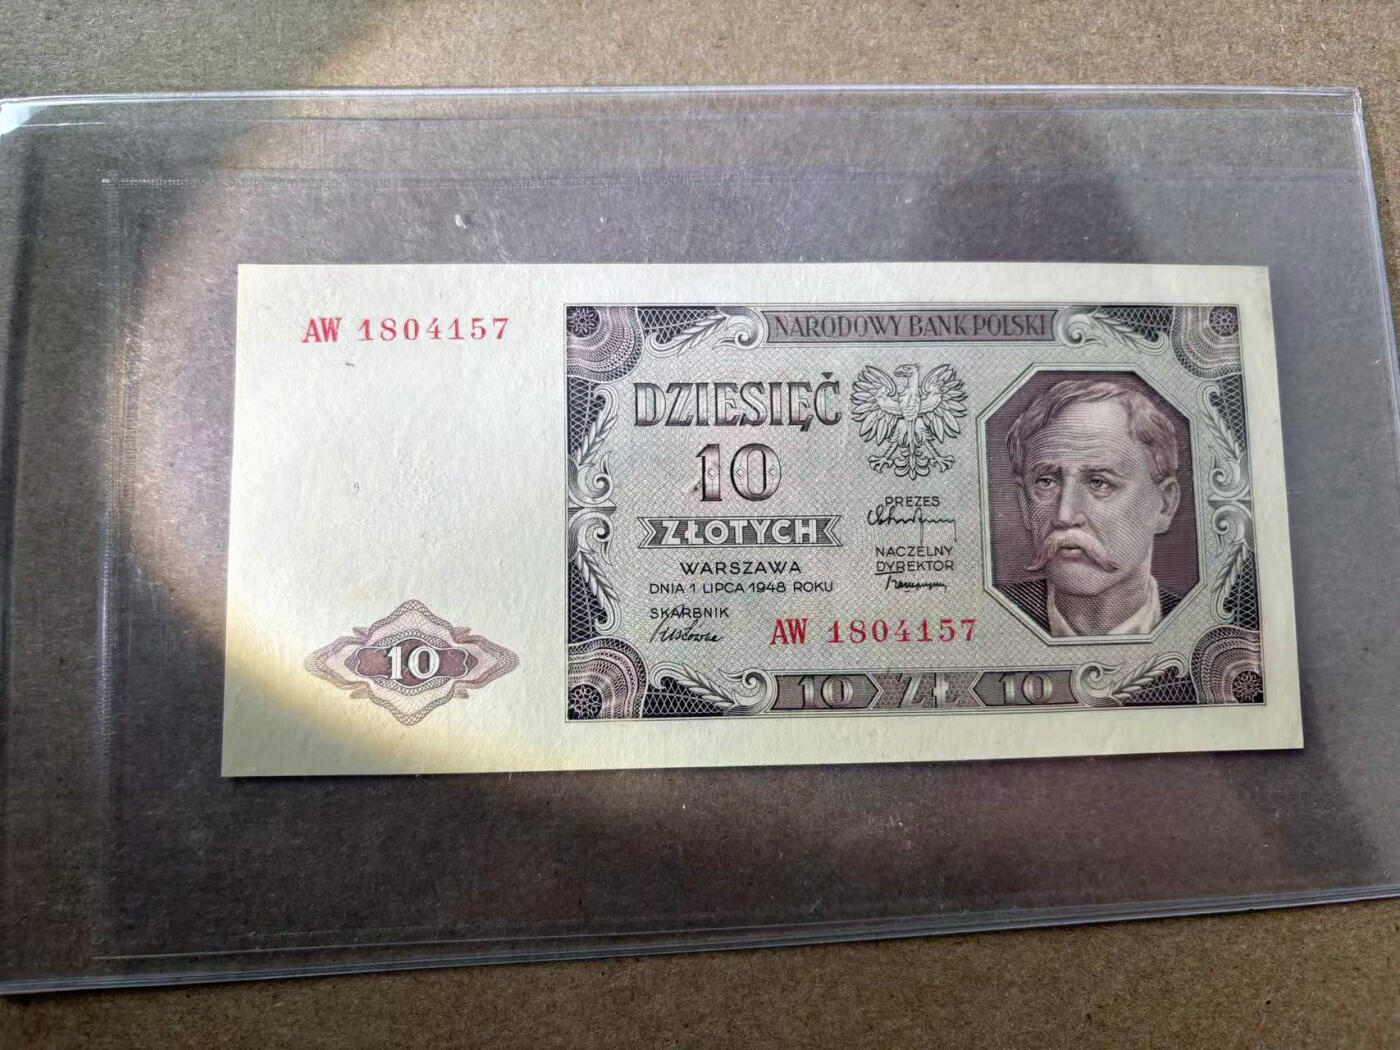 AW 1804157
NARODOWY BANK POLSKI
DZIESIĘĆ
10
ZŁOTYCH
WARSZAWA
DNIA 1 LIPCA 1948 ROKU
SKARBNIK
PREZES
NACZELNY
DYREKTOR
AW 1804157
10
10 ZŁ 10